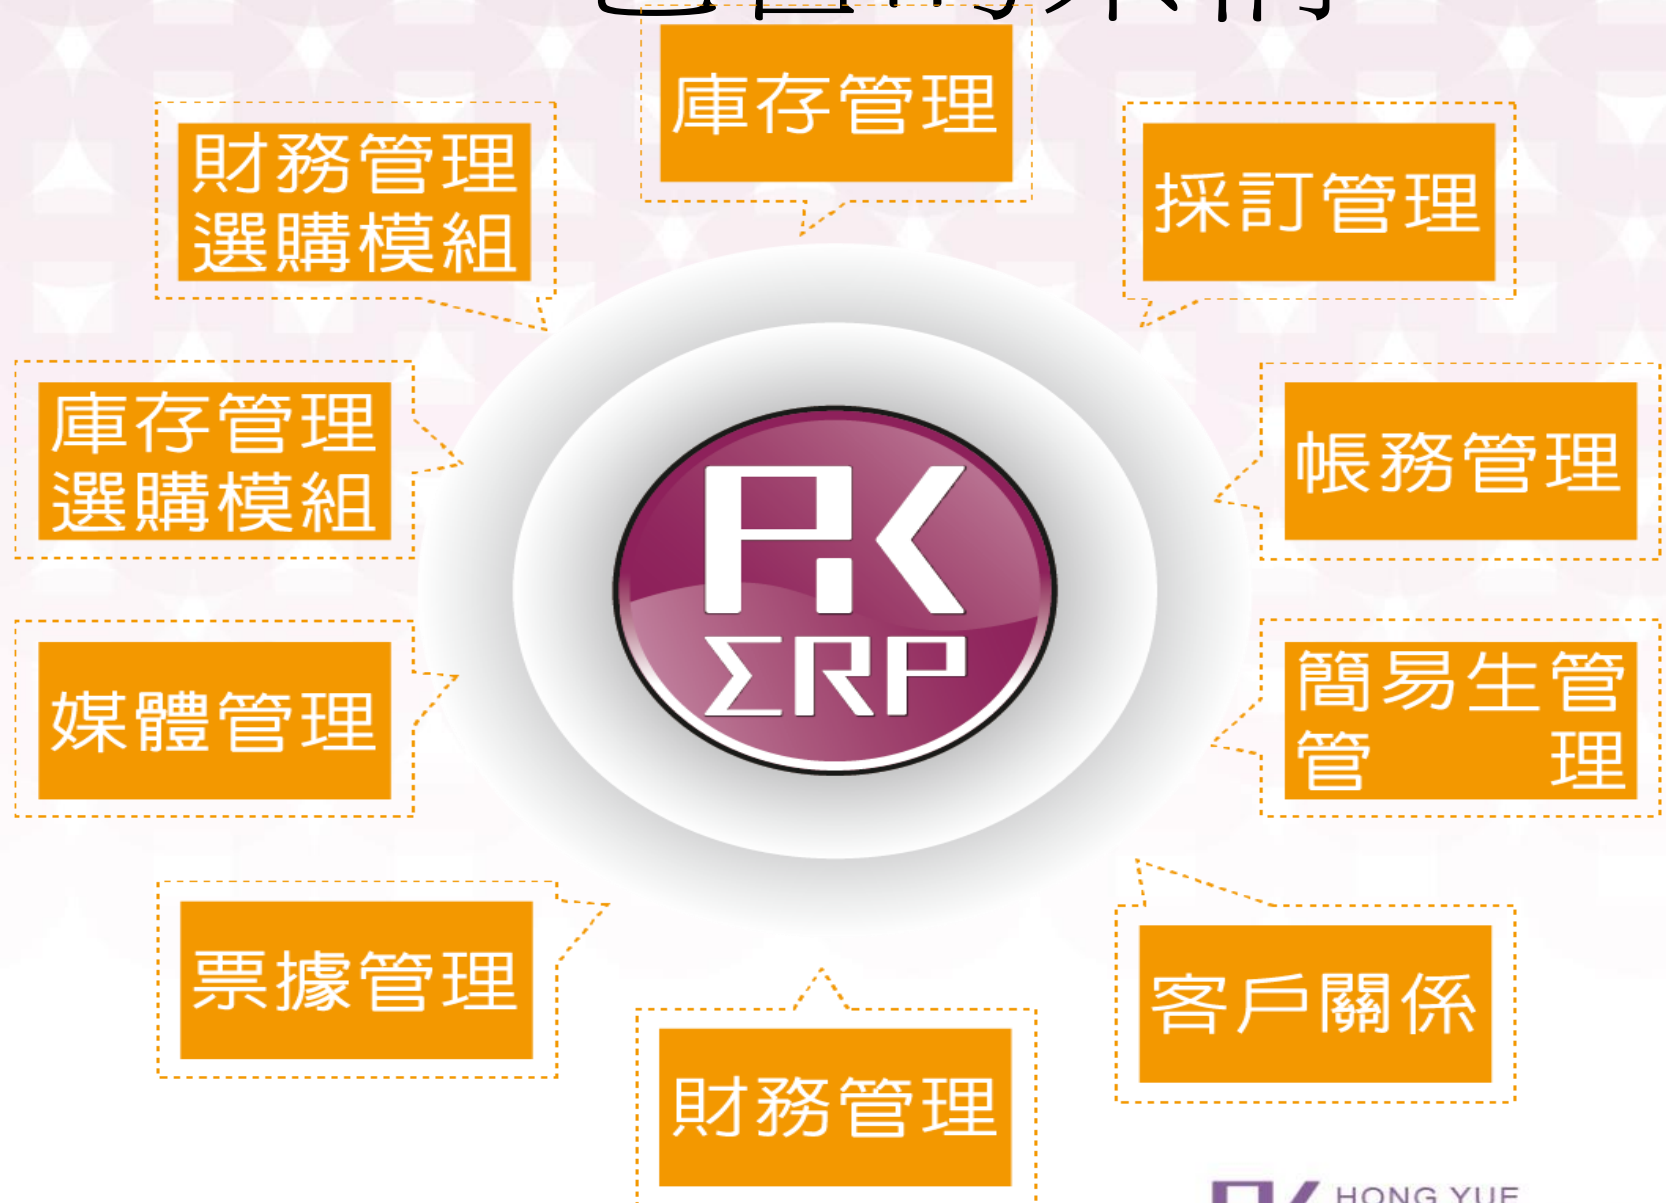 庫存管理
財務管理
選購模組
採訂管理
庫存管理
選購模組
帳務管理
媒體管理
簡易生管
管 理
票據管理
客戶關係
財務管理
PK
ΣRP
HONG YUE